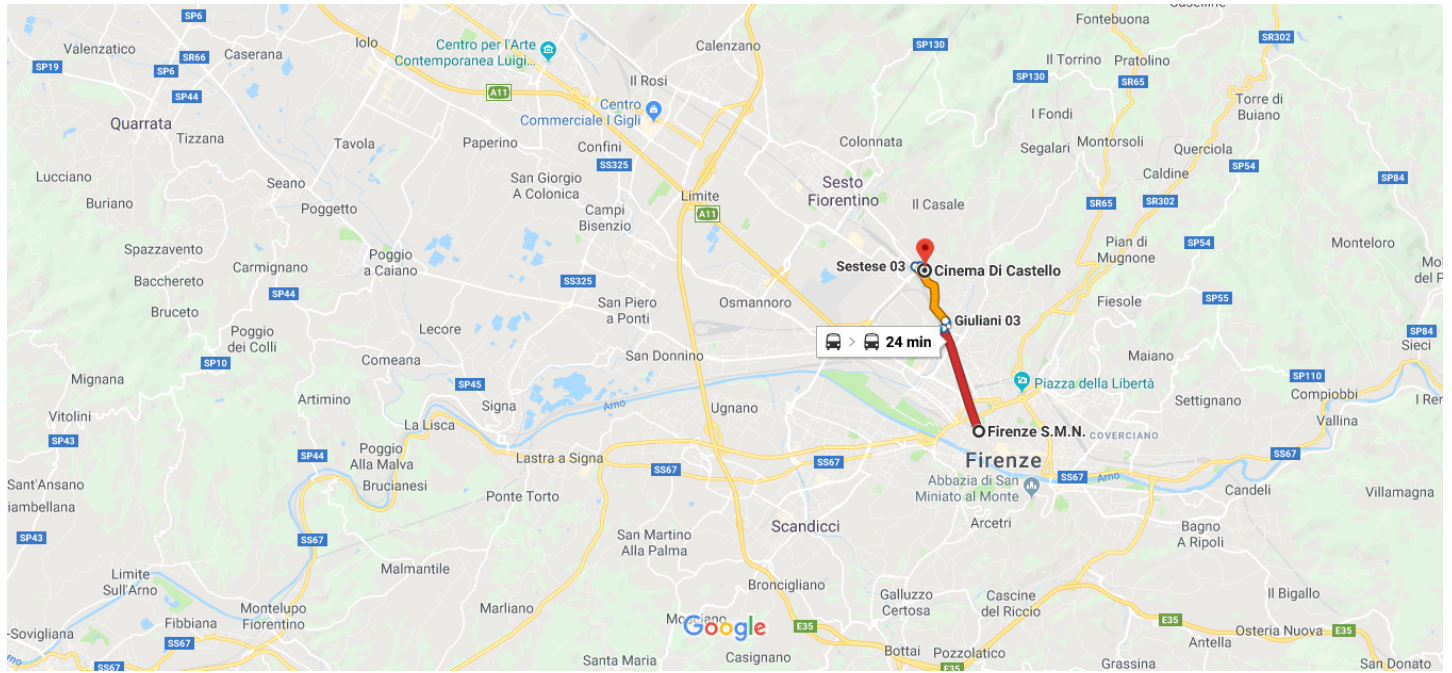 SP6
Fontebuona
Valenzatico
Iolo
Centro per l'Arte
Contemporanea Luigi...
Calenzano
SP130
SR302
SP19
SR66
Caserana
SP6
Il Torrino
Pratolino
SP130
SR65
Il Rosi
SP44
A11
Centro
Commerciale I Gigli
Torre di
Buiano
Quarrata
Tizzana
I Fondi
Tavola
Paperino
Confini
Colonnata
Segalari
Montorsoli
Querciola
SS325
SP54
Lucciano
Seano
San Giorgio
A Colonica
Sesto
Fiorentino
Caldine
SP84
Buriano
Poggetto
Limite
Il Casale
SR65
SR302
Campi
Bisenzio
A11
Spazzavento
Poggio
a Caiano
Pian di
Mugnone
SP54
Monteloro
Carmignano
Sestese 03
Cinema Di Castello
Bacchereto
SP44
SS325
Bruceto
San Piero
a Ponti
Osmannoro
Fiesole
SP55
Poggio
dei Colli
Lecore
Giuliani 03
SP84
24 min
Sieci
SP10
Comeana
San Donnino
Maiano
Mignana
SP45
Piazza della Libertà
SP110
Compiobbi
Artimino
Signa
Arno
Ugnano
Settignano
Vitolini
La Lisca
Vallina
SP43
Firenze S.M.N.
COVERCIANO
Poggio
Alla Malva
SP44
Lastra a Signa
SS67
SS67
Firenze
SS67
SS67
Arno
Sant'Ansano
Brucianesi
Ponte Torto
Abbazia di San
Miniato al Monte
Candeli
Villamagna
Scandicci
Arcetri
Bagno
A Ripoli
SP43
SS67
San Martino
Alla Palma
Malmantile
Limite
Sull'Arno
Broncigliano
Galluzzo
Certosa
Cascine
del Riccio
Il Bigallo
Montelupo
Fiorentino
Marliano
Fibbiana
Google
E35
E35
Osteria Nuova
SS67
Antella
SS67
Santa Maria
Casignano
Bottai
Pozzolatico
E35
Grassina
San Donato